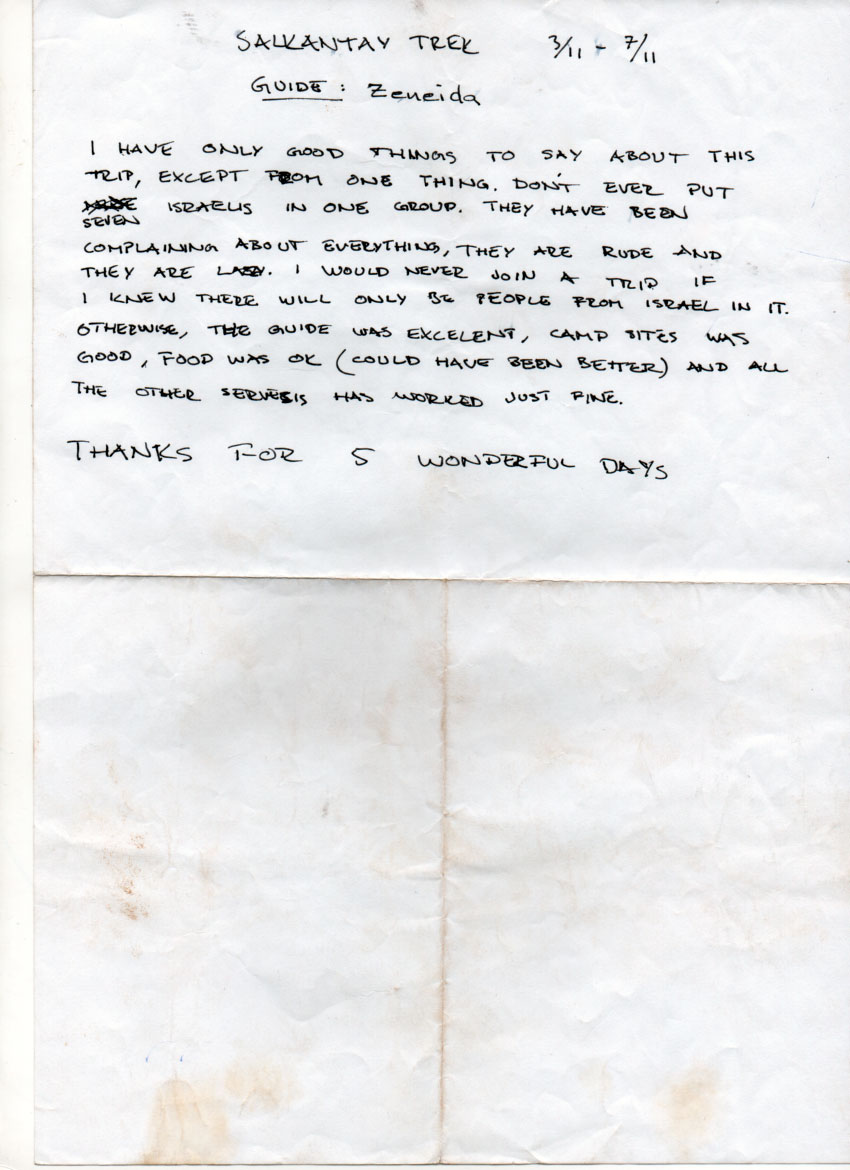 SALKANTAY TREK 3/11 - 7/11
GUIDE: Zeneida
I HAVE ONLY GOOD THINGS TO SAY ABOUT THIS
TRIP, EXCEPT FROM ONE THING. DON'T EVER PUT
SEVEN ISRAELIS IN ONE GROUP. THEY HAVE BEEN
COMPLAINING ABOUT EVERYTHING, THEY ARE RUDE AND
THEY ARE LAZY. I WOULD NEVER JOIN A TRIP IF
I KNEW THERE WILL ONLY BE PEOPLE FROM ISRAEL IN IT.
OTHERWISE, THE GUIDE WAS EXCELENT, CAMP SITES WAS
GOOD, FOOD WAS OK (COULD HAVE BEEN BETTER) AND ALL
THE OTHER SERVESIS HAS WORKED JUST FINE.
THANKS FOR 5 WONDERFUL DAYS